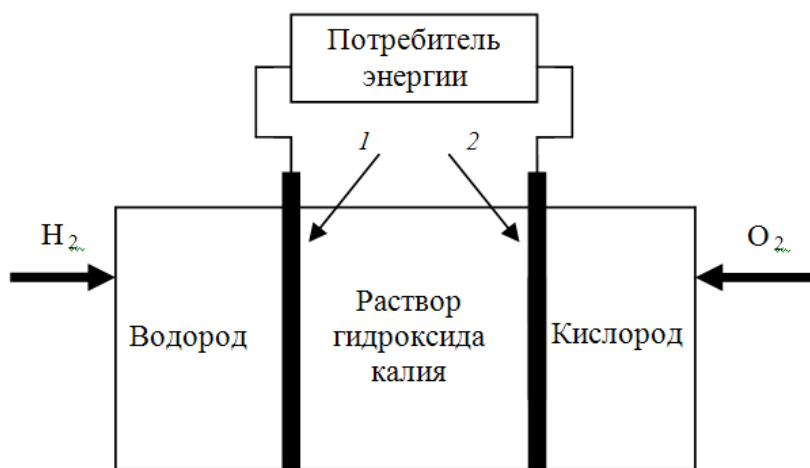 Потребитель
энергии
1
2
H2
O2
Водород
Раствор
гидроксида
калия
Кислород